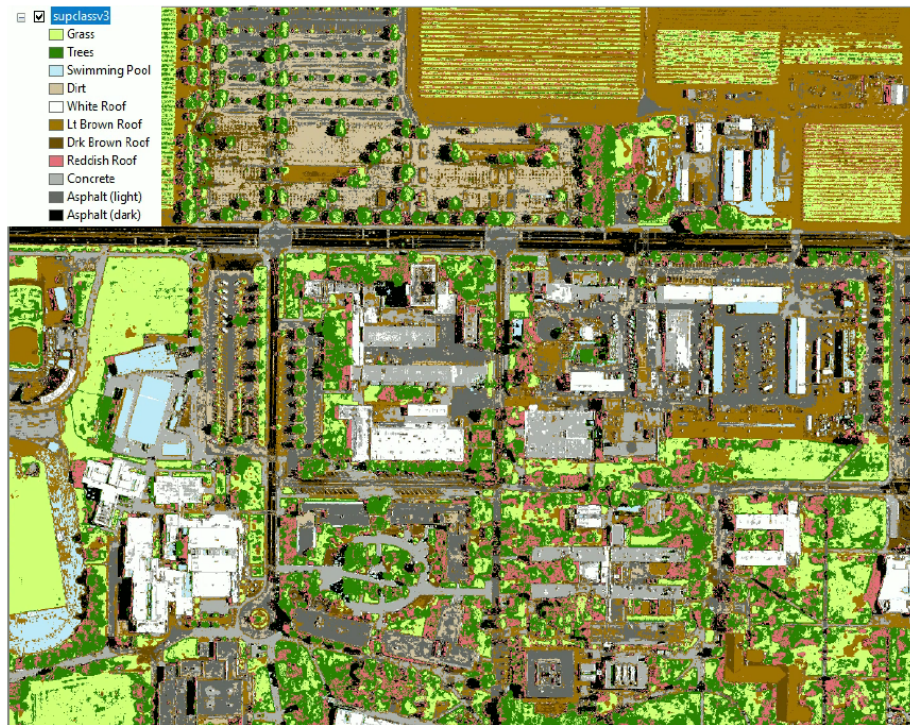 supclassv3
Grass
Trees
Swimming Pool
Dirt
White Roof
Lt Brown Roof
Drk Brown Roof
Reddish Roof
Concrete
Asphalt (light)
Asphalt (dark)